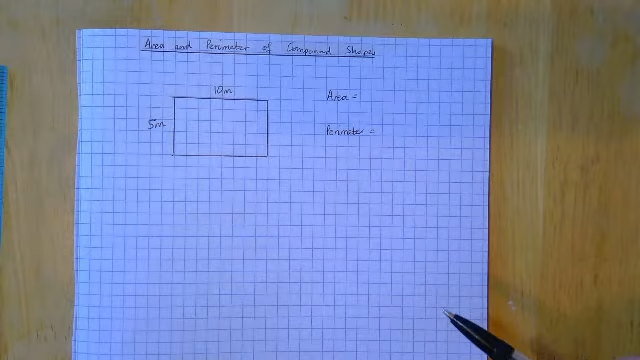 Area and Perimeter of Compound Shapes
10m
Area =
5m
Perimeter =